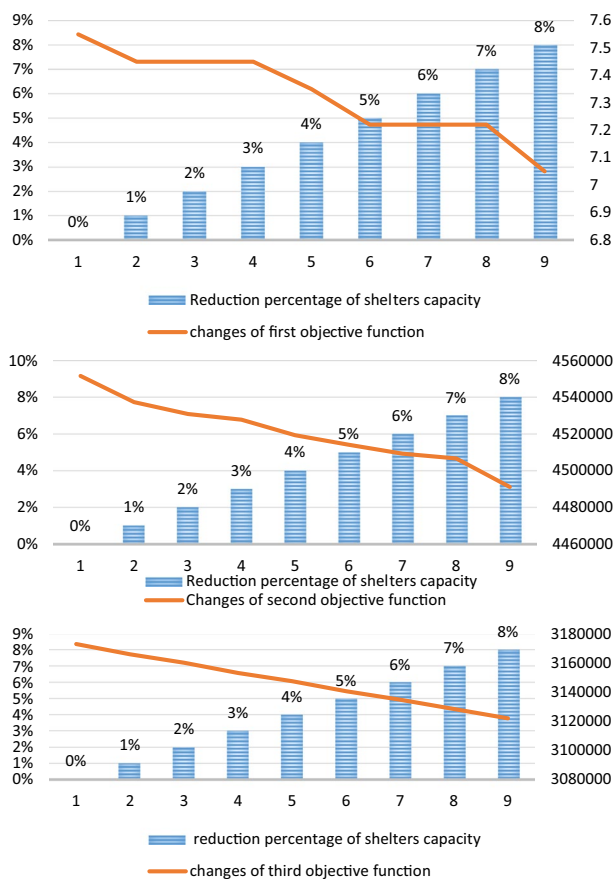 9% 7.6
8% 8% 7.5
7% 7% 7.4
6% 6% 7.3
5% 5% 7.2
4% 4% 7.1
3% 3% 7
2% 2% 6.9
1% 1% 6.8
0% 0%
1 2 3 4 5 6 7 8 9
Reduction percentage of shelters capacity
changes of first objective function
10% 4560000
8% 8% 4540000
7%
6% 6% 4520000
5%
4% 4% 4500000
3%
2% 2% 4480000
1%
0% 0% 4460000
1 2 3 4 5 6 7 8 9
Reduction percentage of shelters capacity
Changes of second objective function
9% 3180000
8% 8% 3160000
7% 7% 3140000
6% 6% 3120000
5% 5% 3100000
4% 4% 3080000
3% 3%
2% 2%
1% 1%
0% 0%
1 2 3 4 5 6 7 8 9
reduction percentage of shelters capacity
changes of third objective function